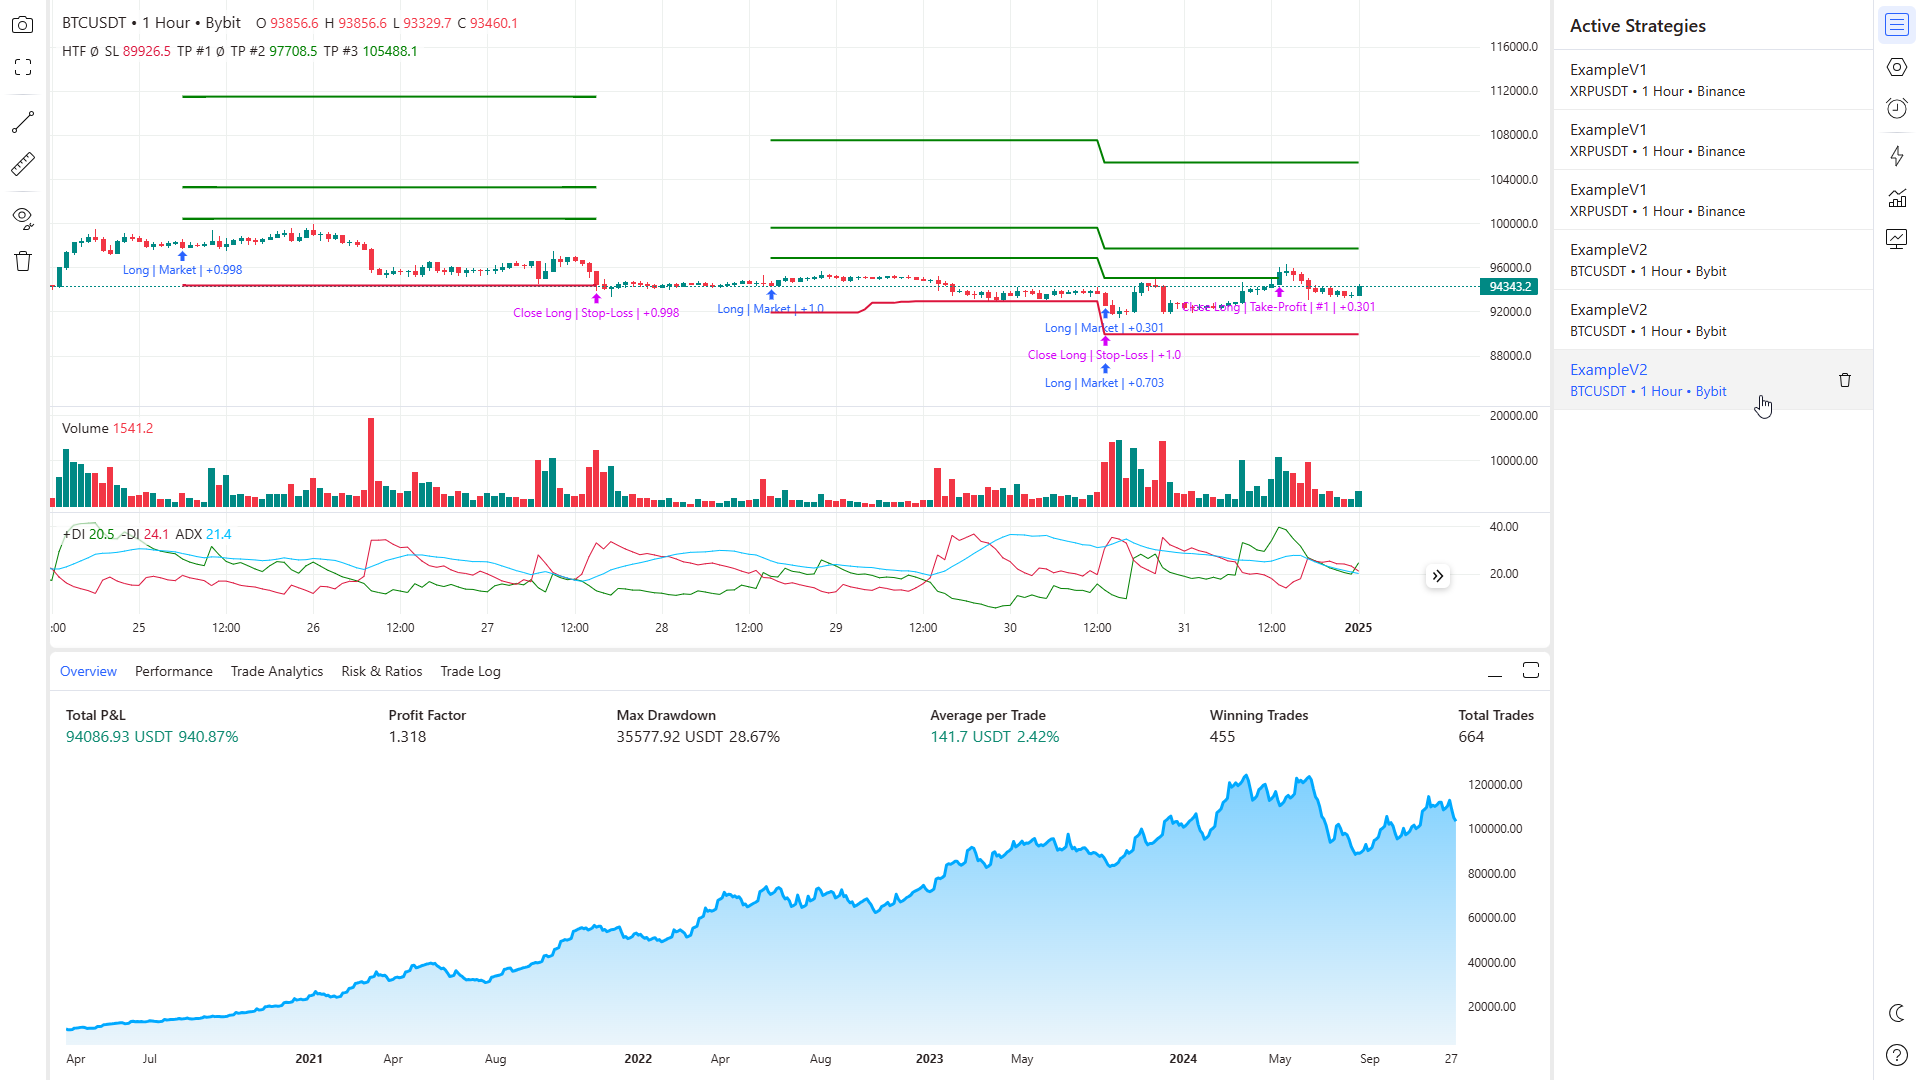 BTCUSDT • 1 Hour • Bybit O 93856.6 H 93856.6 L 93329.7 C 93460.1
HTF Ø SL 89926.5 TP #1 Ø TP #2 97708.5 TP #3 105488.1
116000.0
112000.0
108000.0
104000.0
100000.0
96000.0
94343.2
92000.0
88000.0
Long | Market | +0.998
Close Long | Stop-Loss | +0.998
Long | Market | +1.0
Close Long | Take-Profit | #1 | +0.301
Long | Market | +0.301
Close Long | Stop-Loss | +1.0
Long | Market | +0.703
Volume 1541.2
20000.00
10000.00
+DI 20.5 -DI 24.1 ADX 21.4
40.00
20.00
:00 25 12:00 26 12:00 27 12:00 28 12:00 29 12:00 30 12:00 31 12:00 2025
Overview Performance Trade Analytics Risk & Ratios Trade Log
Total P&L Profit Factor Max Drawdown Average per Trade Winning Trades Total Trades
94086.93 USDT 940.87% 1.318 35577.92 USDT 28.67% 141.7 USDT 2.42% 455 664
120000.00
100000.00
80000.00
60000.00
40000.00
20000.00
Apr Jul 2021 Apr Aug 2022 Apr Aug 2023 May 2024 May Sep 27
Active Strategies
ExampleV1
XRPUSDT • 1 Hour • Binance
ExampleV1
XRPUSDT • 1 Hour • Binance
ExampleV1
XRPUSDT • 1 Hour • Binance
ExampleV2
BTCUSDT • 1 Hour • Bybit
ExampleV2
BTCUSDT • 1 Hour • Bybit
ExampleV2
BTCUSDT • 1 Hour • Bybit